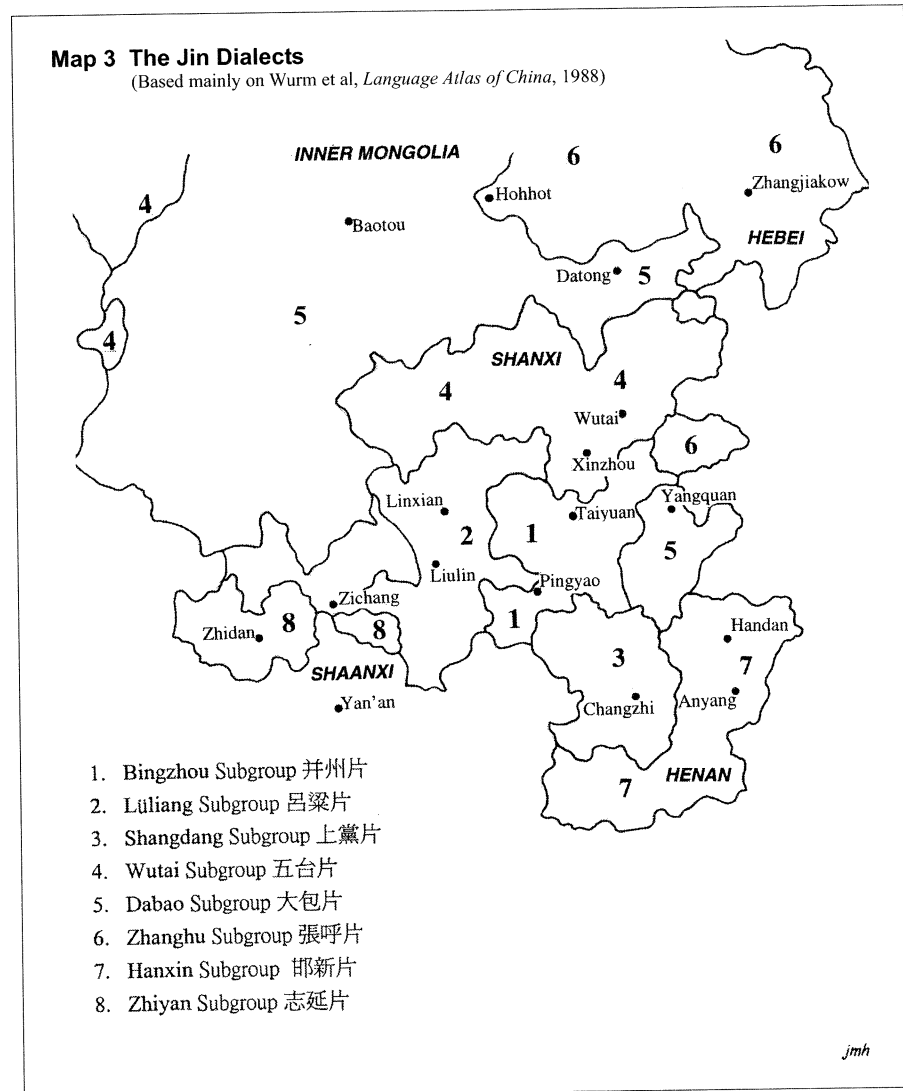 Map 3 The Jin Dialects
(Based mainly on Wurm et al, Language Atlas of China, 1988)
INNER MONGOLIA
6
6
Hohhot
Zhangjiakow
4
Baotou
HEBEI
Datong
5
5
4
SHANXI
4
4
Wutai
6
Xinzhou
Linxian
Taiyuan
Yangquan
2
1
5
Liulin
Pingyao
Zichang
1
Zhidan
8
8
Handan
3
7
SHAANXI
Yan'an
Changzhi
Anyang
7
HENAN
1. Bingzhou Subgroup 并州片
2. Lüliang Subgroup 呂梁片
3. Shangdang Subgroup 上黨片
4. Wutai Subgroup 五台片
5. Dabao Subgroup 大包片
6. Zhanghu Subgroup 張呼片
7. Hanxin Subgroup 邯新片
8. Zhiyan Subgroup 志延片
jmh